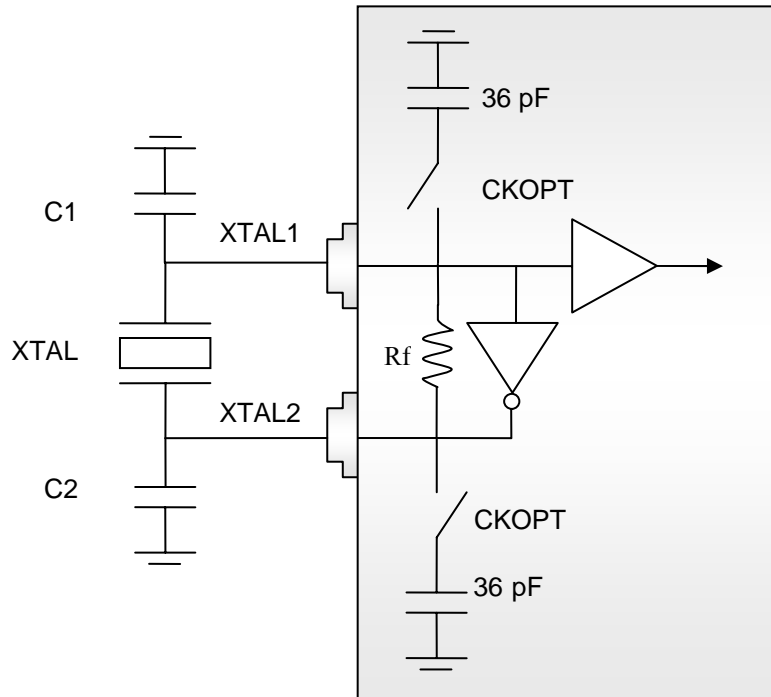 36 pF
CKOPT
C1
XTAL1
XTAL
Rf
XTAL2
C2
CKOPT
36 pF